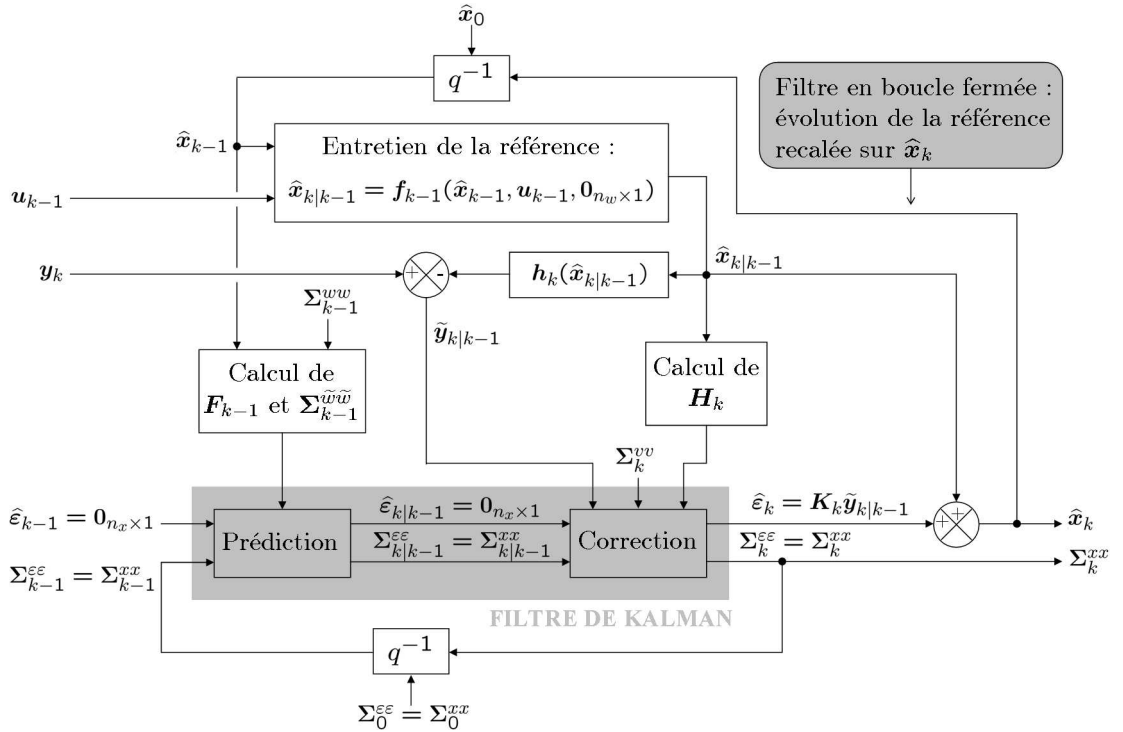 x̂₀
q⁻¹
Filtre en boucle fermée :
évolution de la référence
recalée sur x̂ₖ
x̂ₖ₋₁
Entretien de la référence :
x̂ₖ|ₖ₋₁ = fₖ₋₁(x̂ₖ₋₁, uₖ₋₁, 0_{n_w×1})
uₖ₋₁
yₖ
+
-
hₖ(x̂ₖ|ₖ₋₁)
x̂ₖ|ₖ₋₁
Σ^{ww}_{k−1}
ỹₖ|ₖ₋₁
Calcul de
Fₖ₋₁ et Σ^{w̃w̃}_{k−1}
Calcul de
Hₖ
Σ^{vv}_k
ε̂ₖ₋₁ = 0_{n_x×1}
Prédiction
ε̂ₖ|ₖ₋₁ = 0_{n_x×1}
Σ^{εε}_{k|k−1} = Σ^{xx}_{k|k−1}
Correction
ε̂ₖ = Kₖỹₖ|ₖ₋₁
Σ^{εε}_k = Σ^{xx}_k
+ +
x̂ₖ
Σ^{xx}_k
Σ^{εε}_{k−1} = Σ^{xx}_{k−1}
FILTRE DE KALMAN
q⁻¹
Σ^{εε}_0 = Σ^{xx}_0